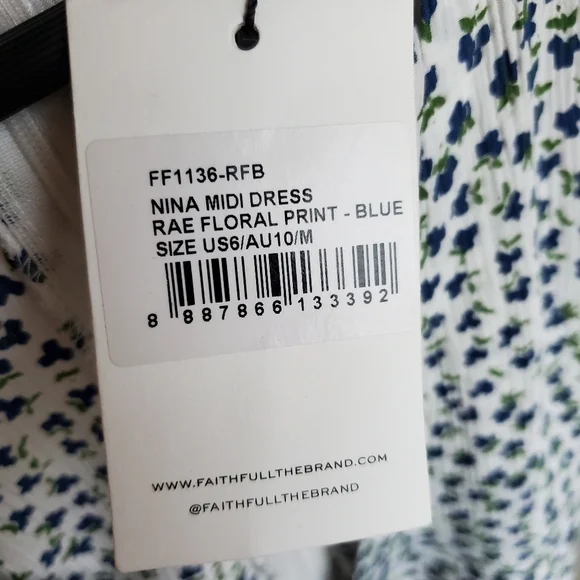 FF1136-RFB
NINA MIDI DRESS
RAE FLORAL PRINT - BLUE
SIZE US6/AU10/M
8 887866 133392
WWW.FAITHFULLTHEBRAND.COM
@FAITHFULLTHEBRAND